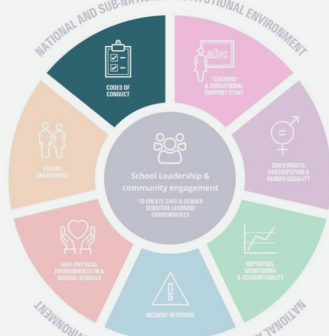 NATIONAL AND SUB-NATIONAL INSTITUTIONAL ENVIRONMENT
CODES OF
CONDUCT
abc
TEACHERS
& EDUCATIONAL
SUPPORT STAFF
PARENT
ENGAGEMENT
School Leadership &
community engagement
TO CREATE SAFE & GENDER
SENSITIVE LEARNING
ENVIRONMENTS
CHILD RIGHTS,
PARTICIPATION &
GENDER EQUALITY
SAFE PHYSICAL
ENVIRONMENTS IN &
AROUND SCHOOLS
REPORTING,
MONITORING
& ACCOUNTABILITY
INCIDENT RESPONSE
ENVIRONMENT
NATIONAL